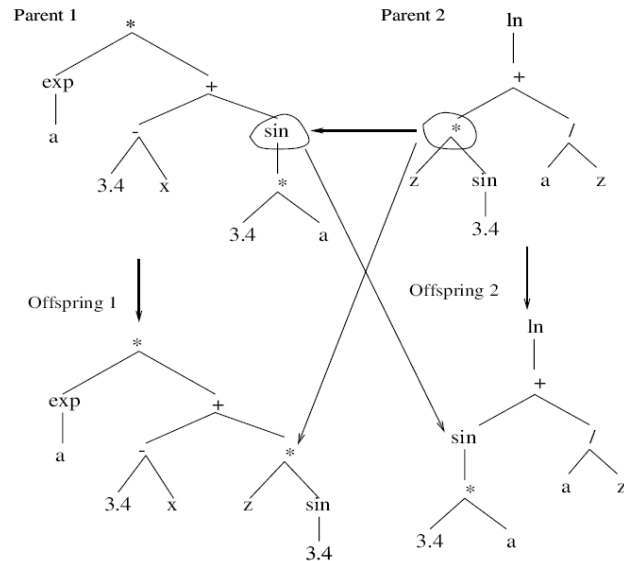 Parent 1
*
Parent 2
ln
exp
+
+
a
-
sin
*
/
3.4
x
*
z
sin
a
z
3.4
a
3.4
Offspring 1
Offspring 2
*
ln
exp
+
+
a
-
*
sin
/
3.4
x
z
sin
*
a
z
3.4
3.4
a